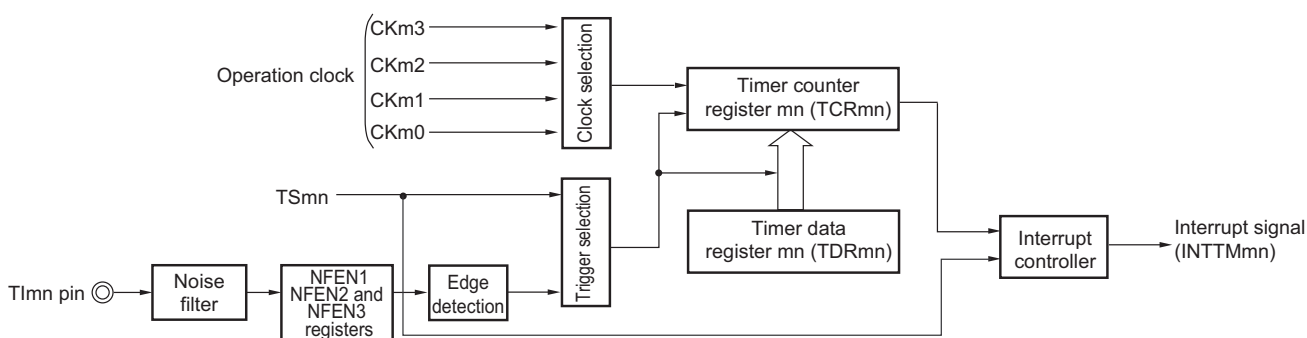 CKm3
CKm2
Operation clock
CKm1
CKm0
Clock selection
Timer counter
register mn (TCRmn)
TSmn
Trigger selection
Timer data
register mn (TDRmn)
Interrupt
controller
Interrupt signal
(INTTMmn)
TImn pin
Noise
filter
NFEN1
NFEN2 and
NFEN3
registers
Edge
detection